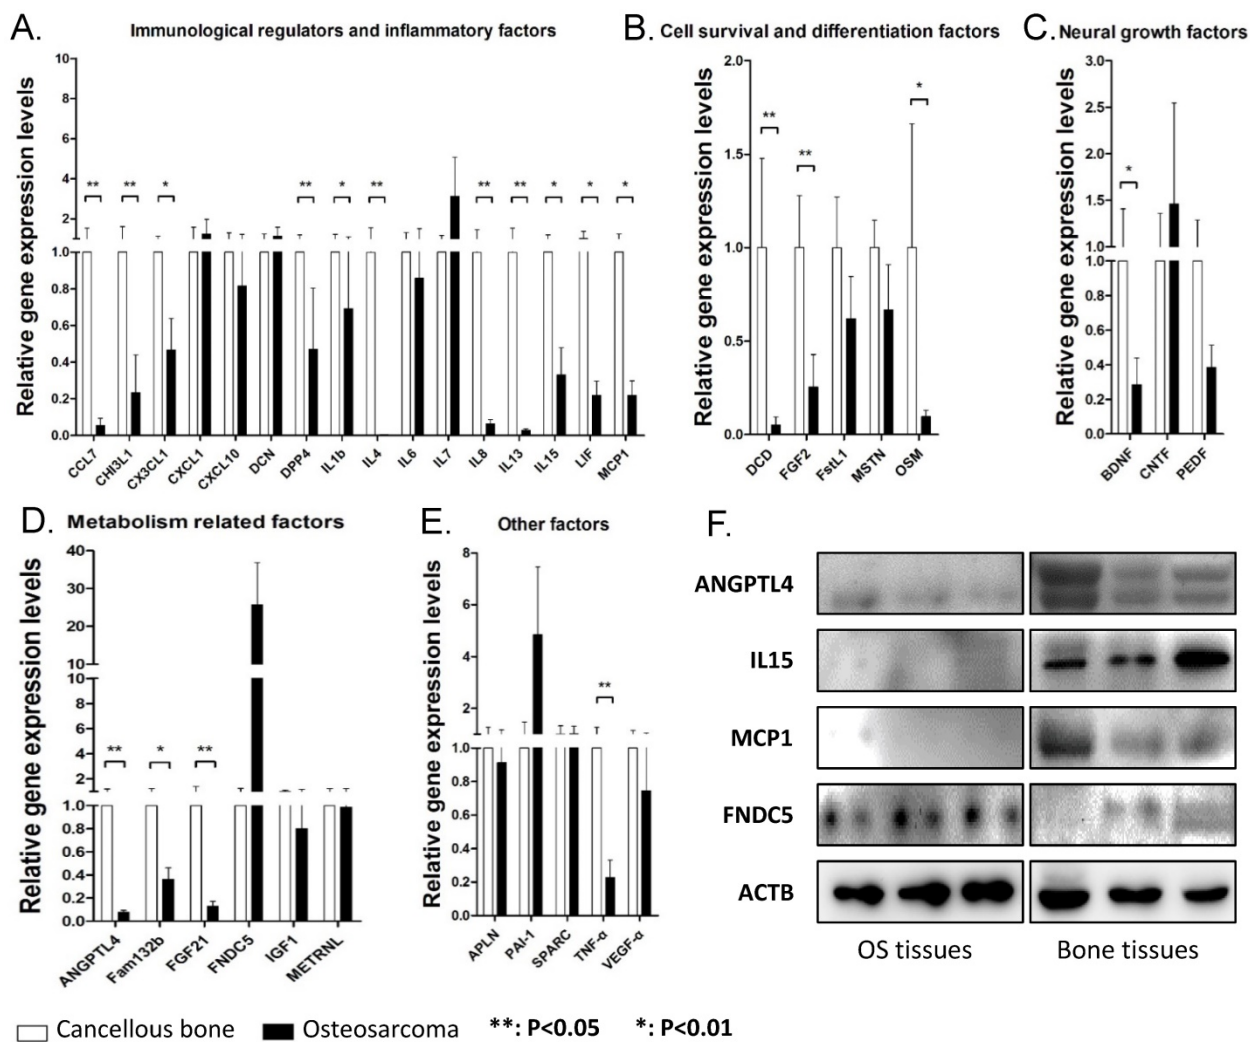 A.
Immunological regulators and inflammatory factors
Relative gene expression levels
10
8
6
4
2
1.0
0.8
0.6
0.4
0.2
0.0
** ** * ** * ** ** ** * * *
CCL7 CHI3L1 CX3CL1 CXCL1 CXCL10 DCN DPP4 IL1b IL4 IL6 IL7 IL8 IL13 IL15 LIF MCP1
B.
Cell survival and differentiation factors
Relative gene expression levels
2.0
1.5
1.0
0.5
0.0
** ** *
DCD FGF2 FstL1 MSTN OSM
C.
Neural growth factors
Relative gene expression levels
3.0
2.5
2.0
1.5
1.0
1.0
0.8
0.6
0.4
0.2
0.0
*
BDNF CNTF PEDF
D.
Metabolism related factors
Relative gene expression levels
40
30
20
10
10
8
6
4
2
1.0
0.8
0.6
0.4
0.2
0.0
** * **
ANGPTL4 Fam132b FGF21 FNDC5 IGF1 METRNL
E.
Other factors
Relative gene expression levels
8
6
4
2
1.0
0.8
0.6
0.4
0.2
0.0
**
APLN PAI-1 SPARC TNF-α VEGF-α
F.
ANGPTL4
IL15
MCP1
FNDC5
ACTB
OS tissues Bone tissues
Cancellous bone Osteosarcoma **: P<0.05 *: P<0.01